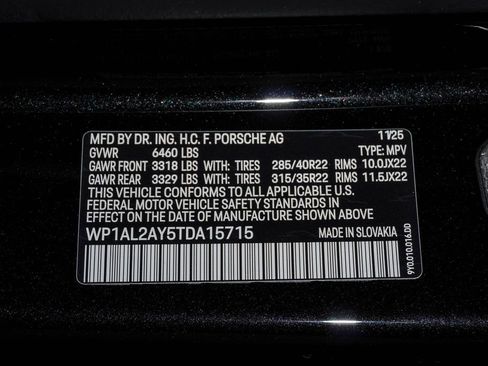 MFD BY DR. ING. H.C. F. PORSCHE AG 11/25
GVWR 6460 LBS TYPE: MPV
GAWR FRONT 3318 LBS WITH: TIRES 285/40R22 RIMS 10.0JX22
GAWR REAR 3329 LBS WITH: TIRES 315/35R22 RIMS 11.5JX22
THIS VEHICLE CONFORMS TO ALL APPLICABLE U.S.
FEDERAL MOTOR VEHICLE SAFETY STANDARDS IN
EFFECT ON THE DATE OF MANUFACTURE SHOWN ABOVE.
WP1AL2AY5TDA15715 MADE IN SLOVAKIA
9Y0.010.016.D0